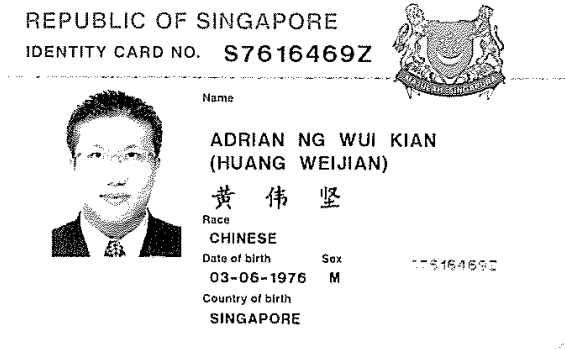 REPUBLIC OF SINGAPORE
IDENTITY CARD NO. S7616469Z
Name
ADRIAN NG WUI KIAN
(HUANG WEIJIAN)
黄 伟 坚
Race
CHINESE
Date of birth Sex
03-06-1976 M
S7616469Z
Country of birth
SINGAPORE